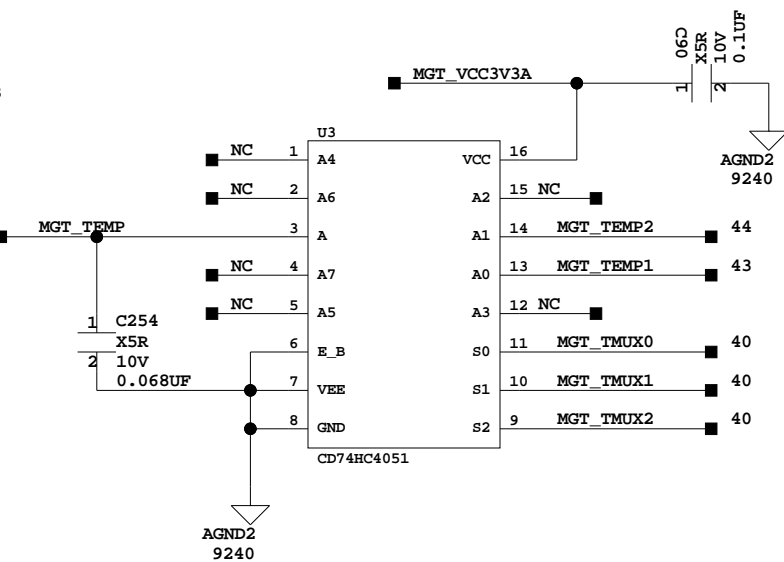 C90
X5R
10V
0.1UF
1
2
MGT_VCC3V3A
AGND2
9240
U3
NC 1 A4
VCC 16
NC 2 A6
A2 15 NC
MGT_TEMP 3 A
A1 14 MGT_TEMP2 44
NC 4 A7
A0 13 MGT_TEMP1 43
NC 5 A5
A3 12 NC
6 E_B
S0 11 MGT_TMUX0 40
7 VEE
S1 10 MGT_TMUX1 40
8 GND
S2 9 MGT_TMUX2 40
CD74HC4051
1 C254
X5R
2 10V
0.068UF
AGND2
9240